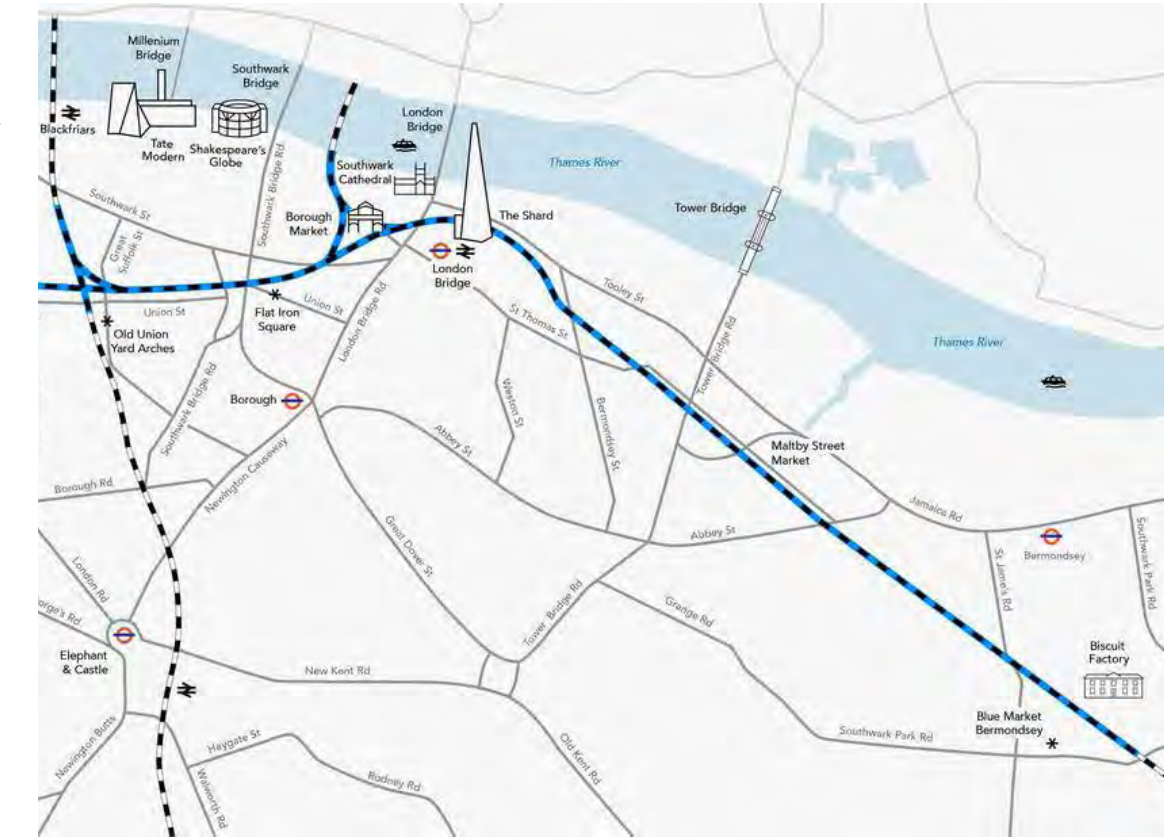 Millenium
Bridge
Southwark
Bridge
Blackfriars
Tate
Modern
Shakespeare's
Globe
London
Bridge
Southwark
Cathedral
Thames River
Southwark St
Great
Suffolk St
Southwark Bridge Rd
Borough
Market
The Shard
Tower Bridge
London
Bridge
Union St
Old Union
Yard Arches
Flat Iron
Square
Union St
London Bridge Rd
St Thomas St
Tooley St
Tower Bridge Rd
Thames River
Southwark Bridge Rd
Borough
Weston St
Bermondsey St
Abbey St
Maltby Street
Market
Borough Rd
Newington Causeway
Great Dover St
Abbey St
Jamaica Rd
Bermondsey
Southwark Park Rd
St Jame's Rd
London Rd
orge's Rd
Elephant
& Castle
New Kent Rd
Tower Bridge Rd
Grange Rd
Biscuit
Factory
Blue Market
Bermondsey
Southwark Park Rd
Newington Butts
Heygate St
Walworth Rd
Rodney Rd
Old Kent Rd